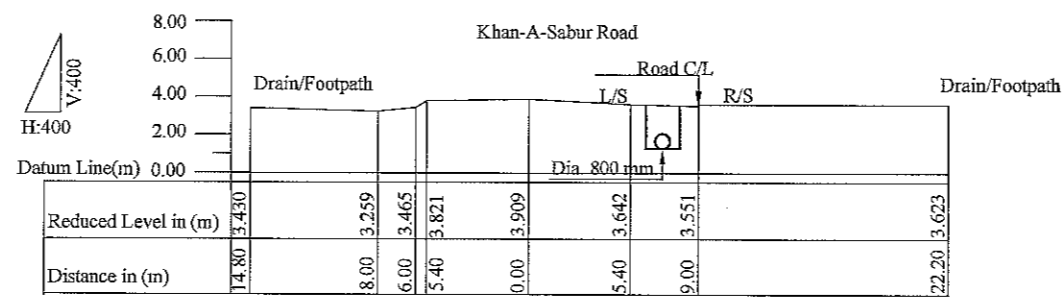 8.00
Khan-A-Sabur Road
6.00
Road C/L
V:400
Drain/Footpath
Drain/Footpath
4.00
L/S
R/S
H:400
2.00
Datum Line(m) 0.00
Dia. 800 mm
Reduced Level in (m) 3.430 3.259 3.465 3.821 3.909 3.642 3.551 3.623
Distance in (m) 14.80 8.00 6.00 5.40 0.00 5.40 9.00 22.20